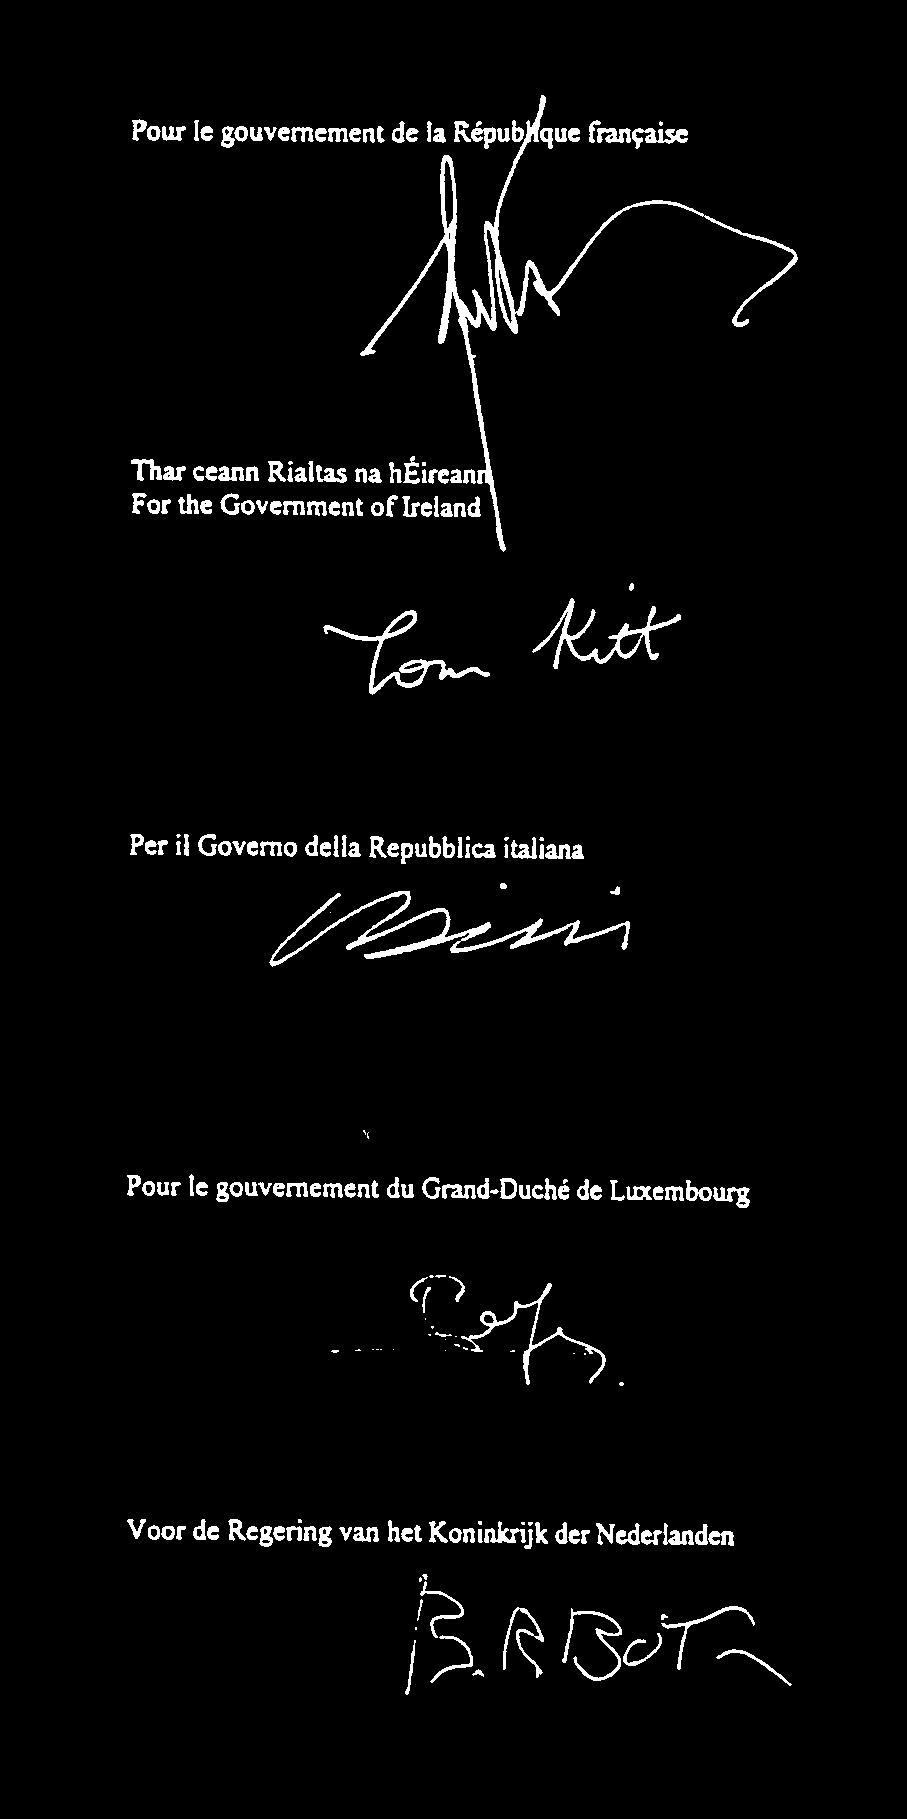 Pour le gouvernement de la République française
Thar ceann Rialtas na hÉireann
For the Government of Ireland
Tom Kitt
Per il Governo della Repubblica italiana
Pour le gouvernement du Grand-Duché de Luxembourg
Voor de Regering van het Koninkrijk der Nederlanden
B.R BOT